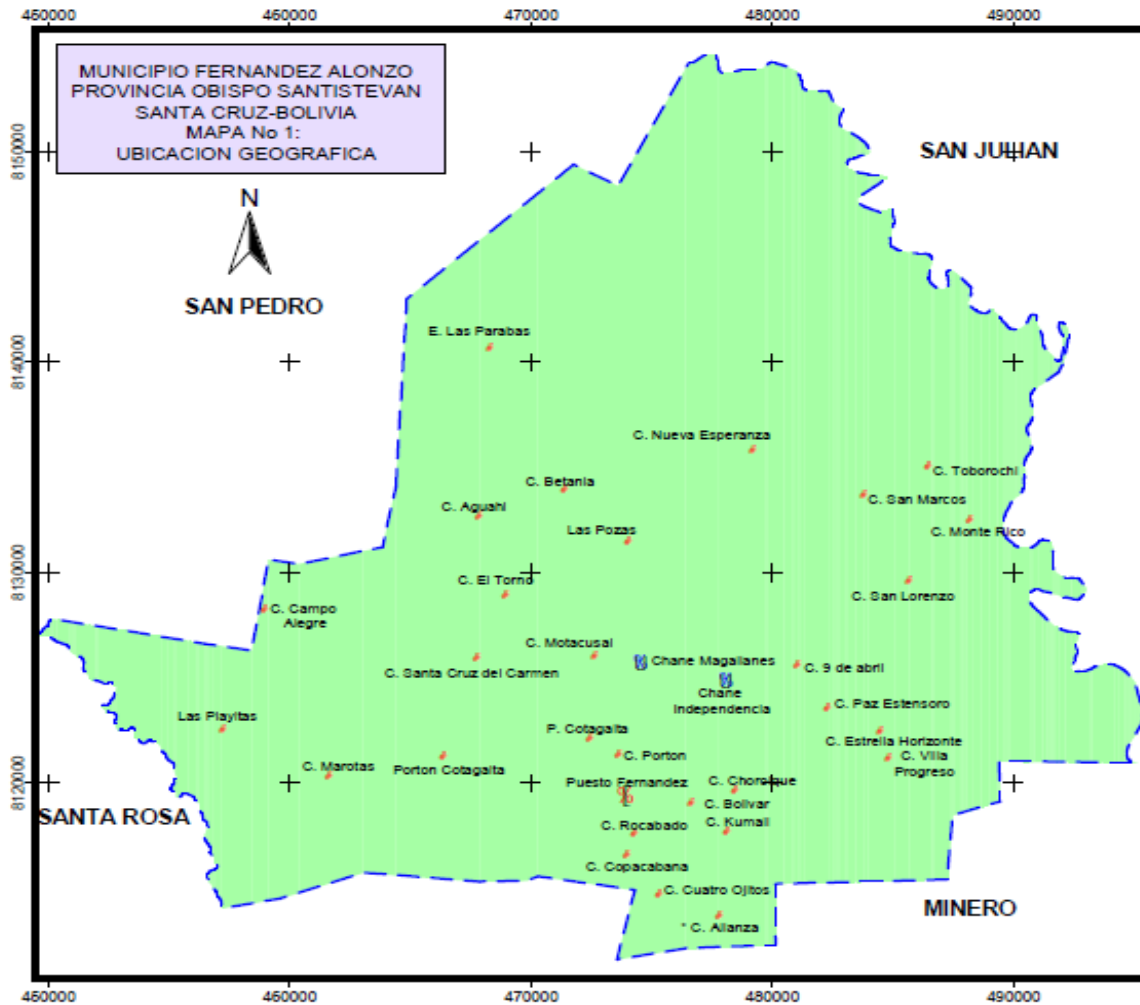 450000 460000 470000 480000 490000
MUNICIPIO FERNANDEZ ALONZO
PROVINCIA OBISPO SANTISTEVAN
SANTA CRUZ-BOLIVIA
MAPA No 1:
UBICACION GEOGRAFICA
8150000
SAN JULIAN
N
SAN PEDRO
E. Las Parabas
8140000
C. Nueva Esperanza
C. Toborochi
C. Betania
C. San Marcos
C. Aguahi
Las Pozas
C. Monte Rico
8130000
C. El Torno
C. San Lorenzo
C. Campo
Alegre
C. Motacusal
Chane Magallanes
C. 9 de abril
C. Santa Cruz del Carmen
Chane
Independencia
C. Paz Estensoro
Las Playitas
P. Cotagaita
C. Estrella Horizonte
C. Porton
C. Villa
Progreso
C. Marotas
Porton Cotagaita
8120000
Puesto Fernandez
C. Chorolque
C. Bolivar
SANTA ROSA
C. Rocabado
C. Kumali
C. Copacabana
C. Cuatro Ojitos
MINERO
* C. Alianza
450000 460000 470000 480000 490000